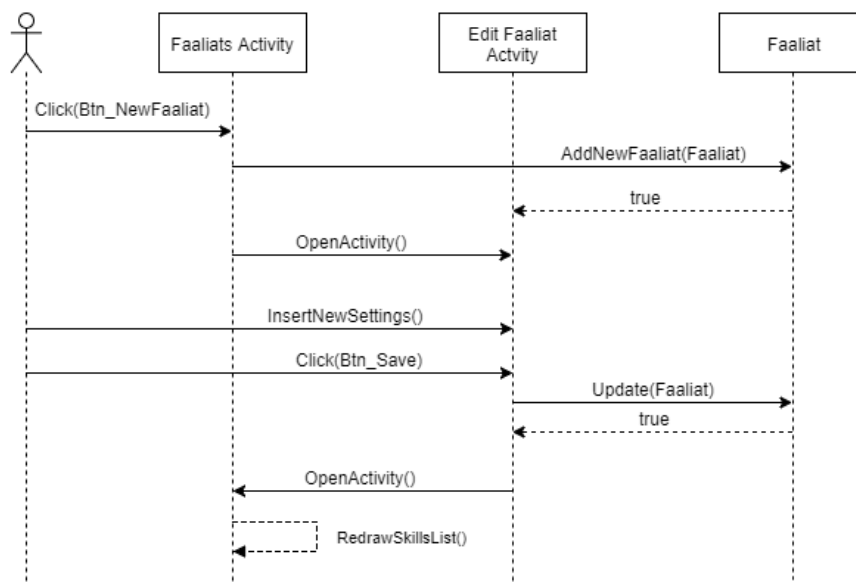 Faaliats Activity
Edit Faaliat
Actvity
Faaliat
Click(Btn_NewFaaliat)
AddNewFaaliat(Faaliat)
true
OpenActivity()
InsertNewSettings()
Click(Btn_Save)
Update(Faaliat)
true
OpenActivity()
RedrawSkillsList()